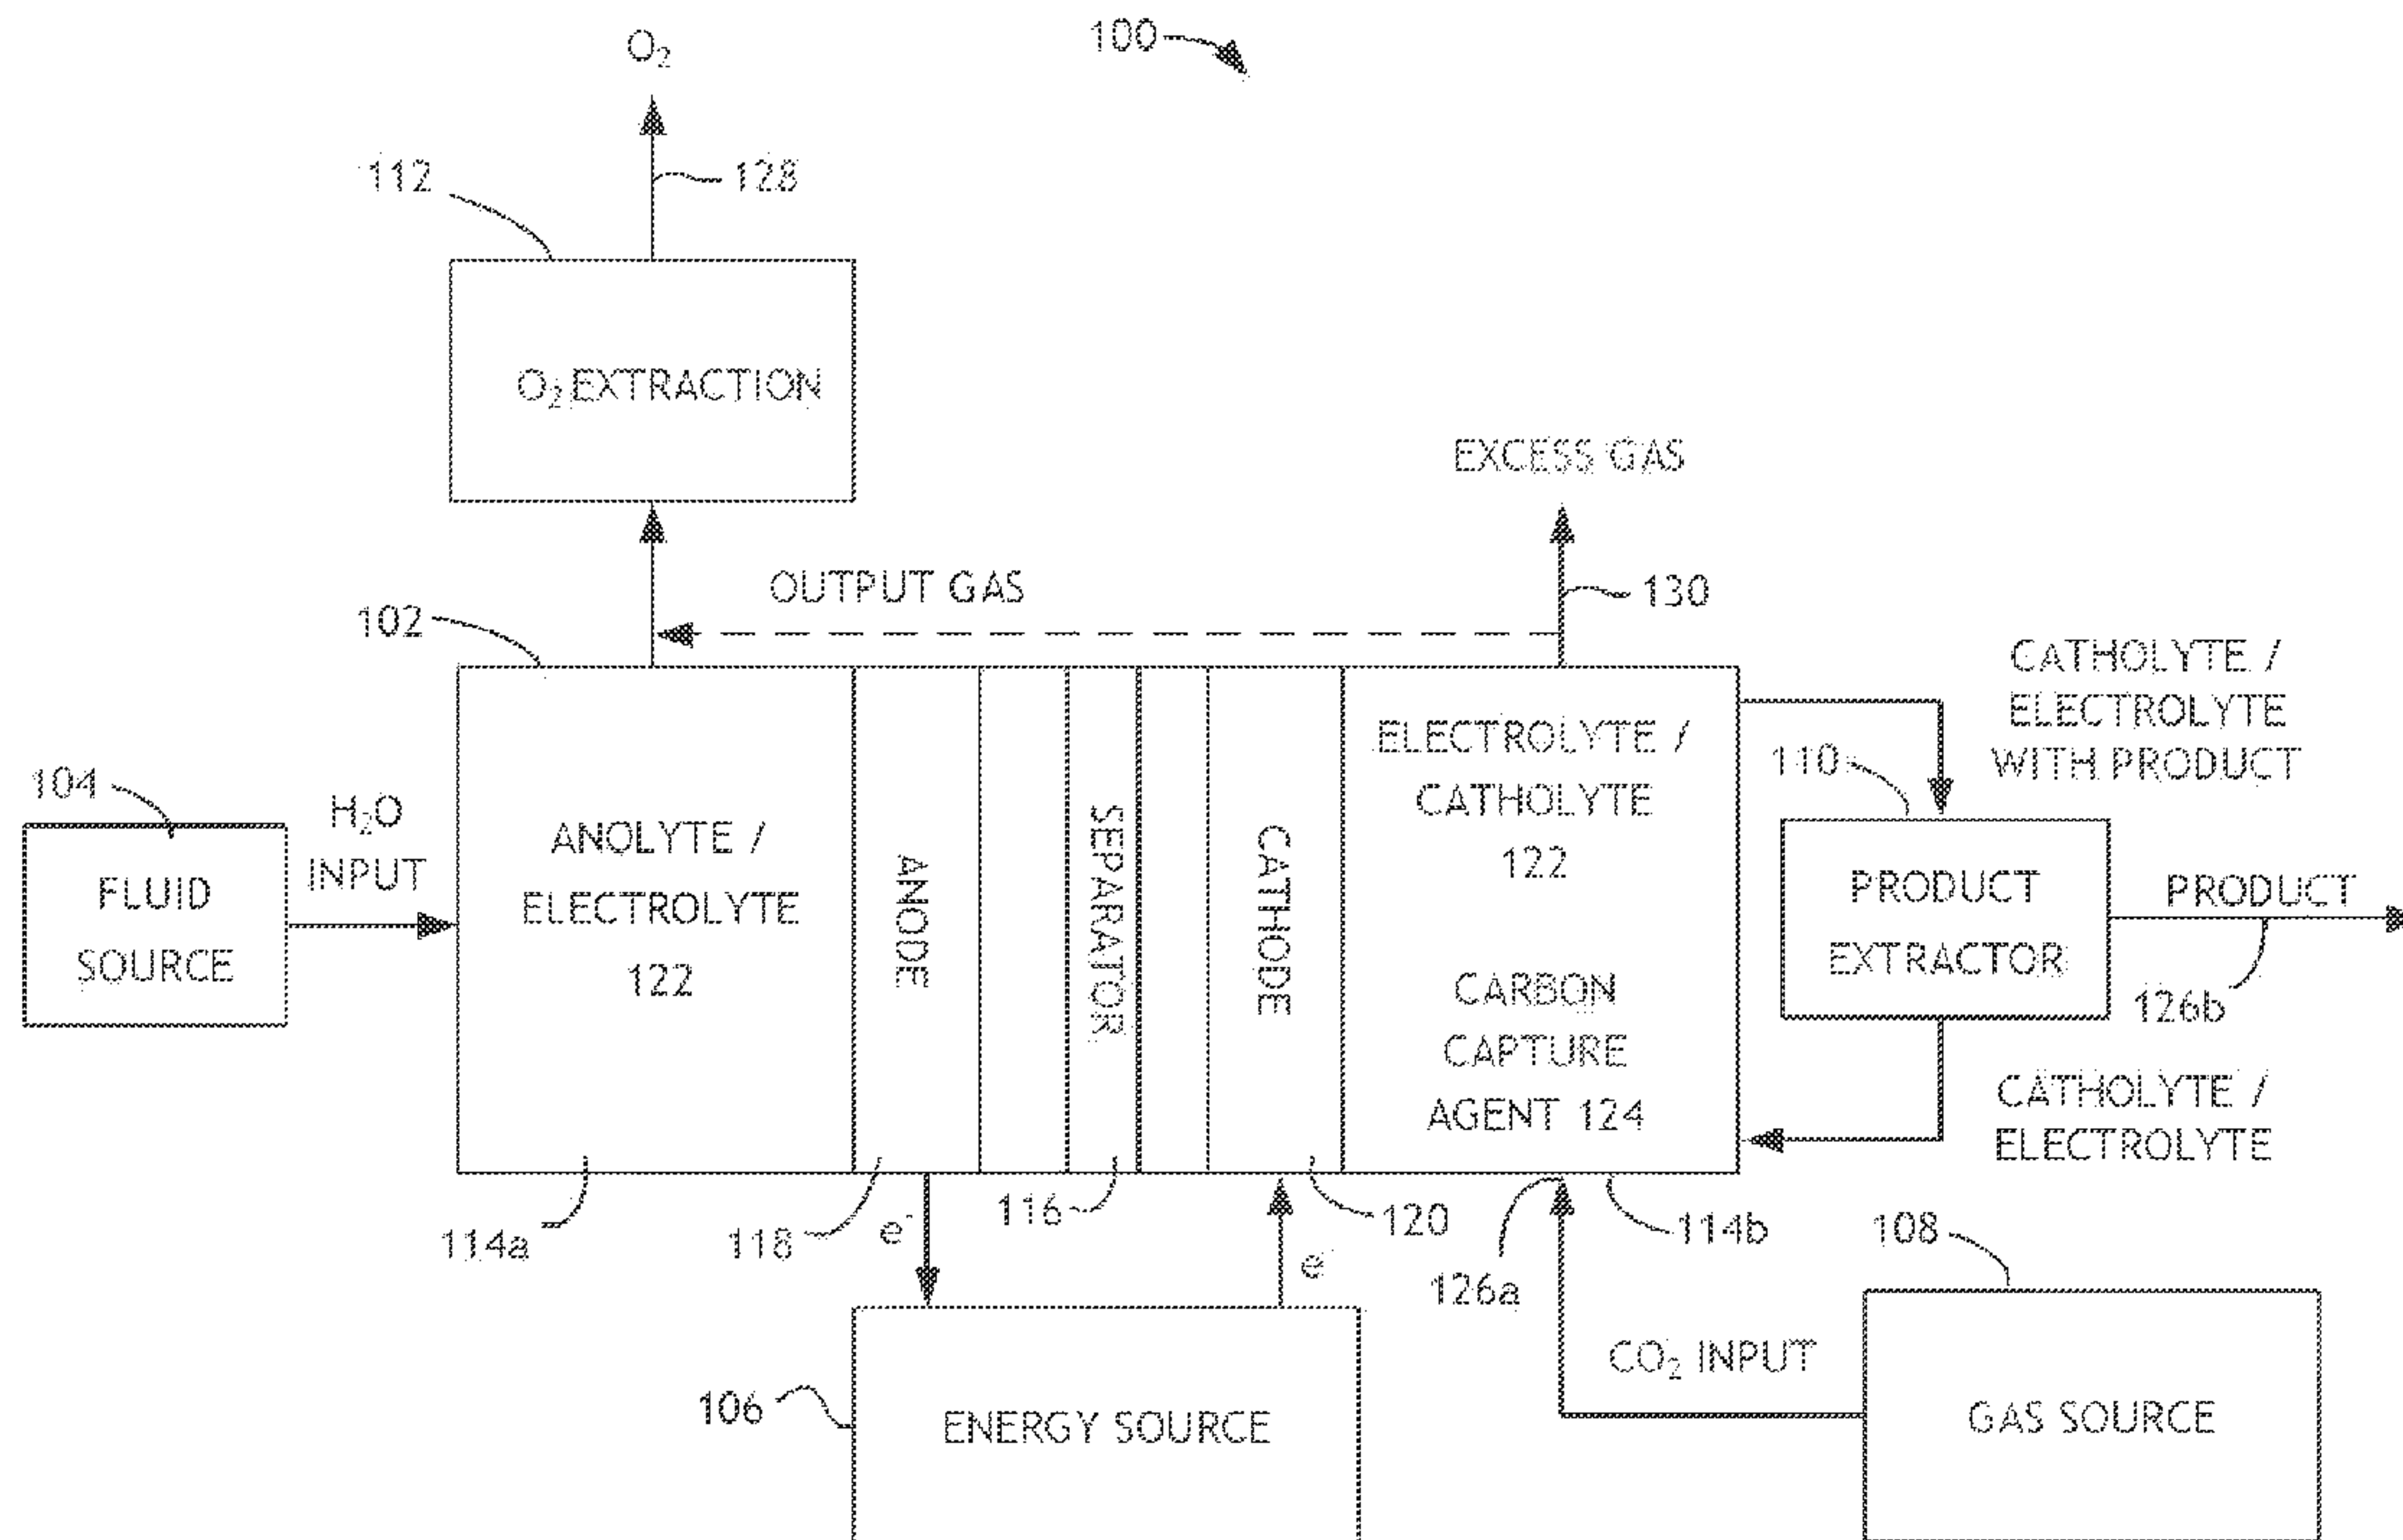 100
O₂
112
128
O₂ EXTRACTION
EXCESS GAS
OUTPUT GAS
130
102
CATHOLYTE /
ELECTROLYTE
WITH PRODUCT
104
H₂O
INPUT
FLUID
SOURCE
ANOLYTE /
ELECTROLYTE
122
ANODE
SEPARATOR
CATHODE
ELECTROLYTE /
CATHOLYTE
122
CARBON
CAPTURE
AGENT 124
110
PRODUCT
EXTRACTOR
PRODUCT
126b
CATHOLYTE /
ELECTROLYTE
114a
118
e⁻
116
e⁻
120
126a
114b
108
106
ENERGY SOURCE
CO₂ INPUT
GAS SOURCE